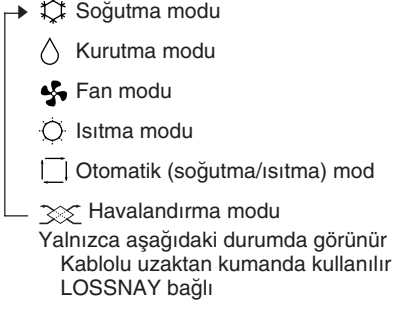 Soğutma modu
Kurutma modu
Fan modu
Isıtma modu
Otomatik (soğutma/ısıtma) mod
Havalandırma modu
Yalnızca aşağıdaki durumda görünür
Kablolu uzaktan kumanda kullanılır
LOSSNAY bağlı